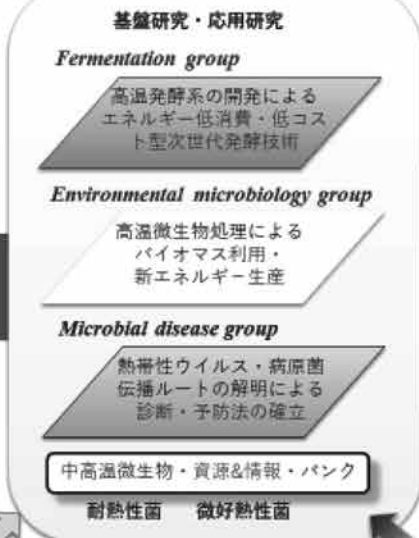 基盤研究・応用研究
Fermentation group
高温発酵系の開発による
エネルギー低消費・低コス
ト型次世代発酵技術
Environmental microbiology group
高温微生物処理による
バイオマス利用・
新エネルギー生産
Microbial disease group
熱帯性ウイルス・病原菌
伝播ルートの解明による
診断・予防法の確立
中高温微生物・資源&情報・バンク
耐熱性菌 微好熱性菌